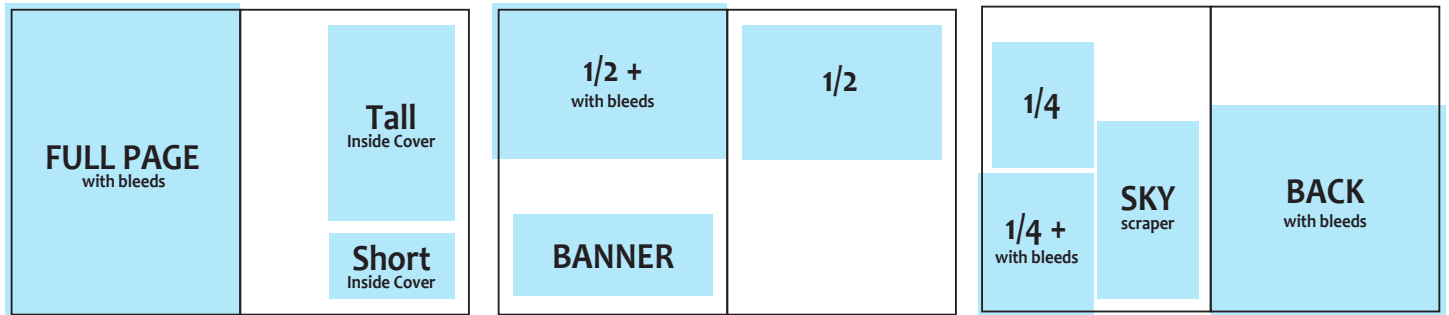 FULL PAGE
with bleeds
Tall
Inside Cover
Short
Inside Cover
1/2 +
with bleeds
1/2
BANNER
1/4
1/4 +
with bleeds
SKY
scraper
BACK
with bleeds